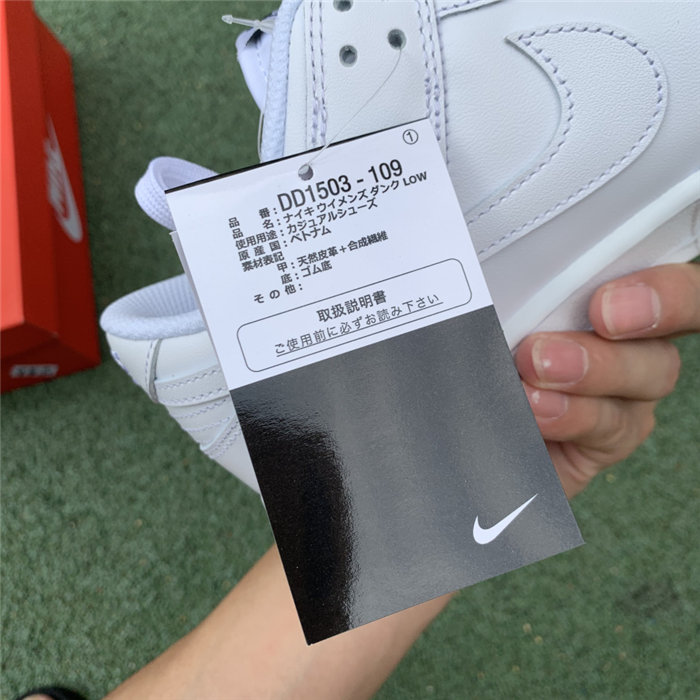 ①
品 番：DD1503 - 109
品 名：ナイキ ウイメンズ ダンク LOW
使用用途：カジュアルシューズ
原 産 国：ベトナム
素材表記
甲：天然皮革＋合成繊維
底：ゴム底
そ の 他：
取扱説明書
ご使用前に必ずお読み下さい